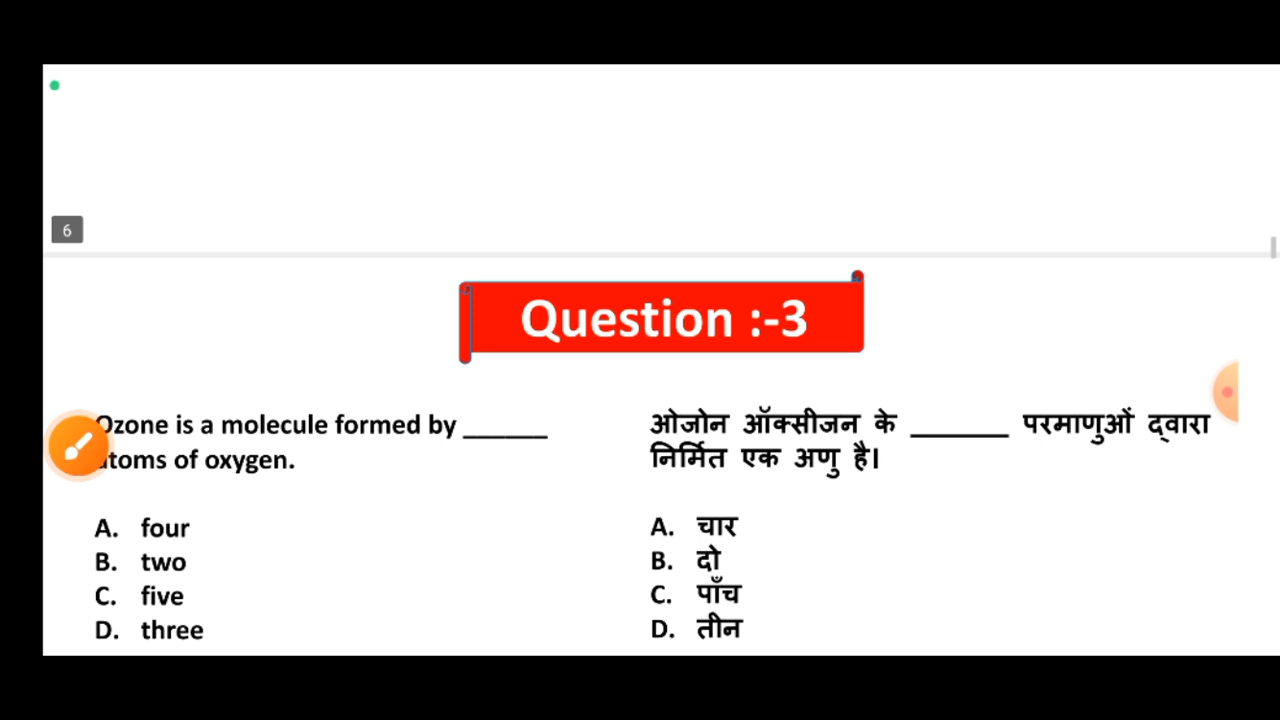 6
Question :-3
Ozone is a molecule formed by ______
atoms of oxygen.
A. four
B. two
C. five
D. three
ओजोन ऑक्सीजन के _______ परमाणुओं द्वारा
निर्मित एक अणु है।
A. चार
B. दो
C. पाँच
D. तीन